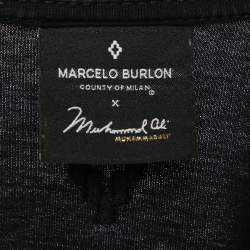 MARCELO BURLON
COUNTY OF MILAN©
×
Muhammad Ali
MUHAMMAD ALI